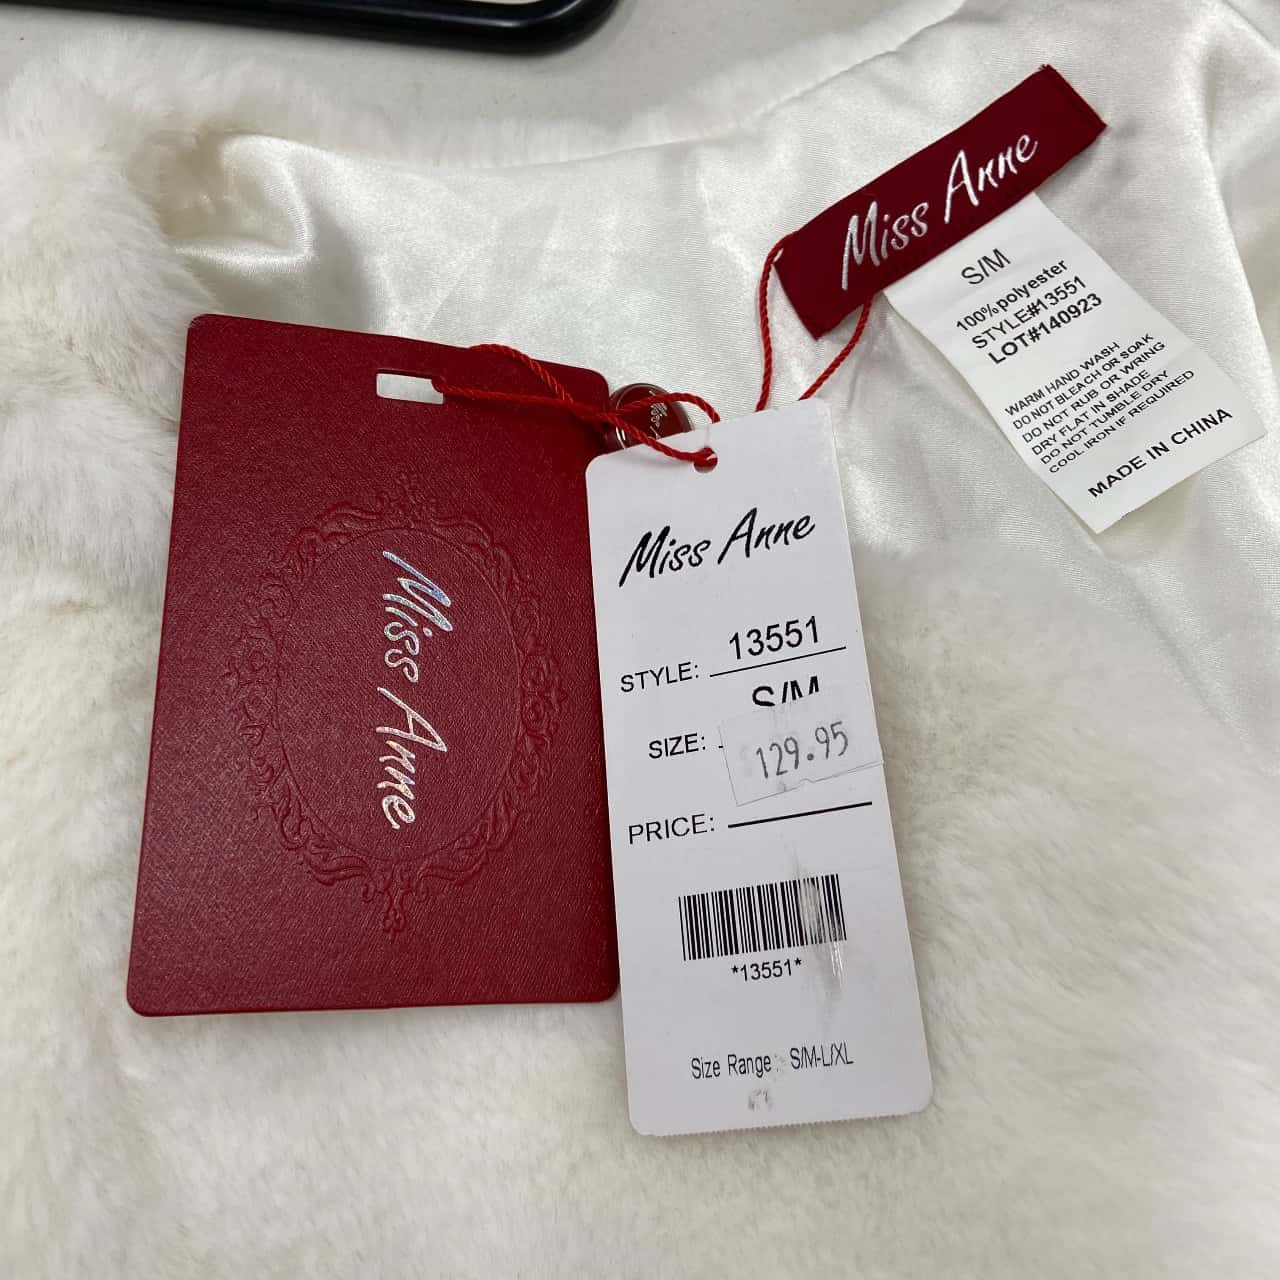 Miss Anne
S/M
100%polyester
STYLE#13551
LOT#140923
WARM HAND WASH
DO NOT BLEACH OR SOAK
DO NOT RUB OR WRING
DRY FLAT IN SHADE
DO NOT TUMBLE DRY
COOL IRON IF REQUIRED
MADE IN CHINA
Miss Anne
Miss Anne
Miss Anne
STYLE: 13551
SIZE: S/M
129.95
PRICE:
*13551*
Size Range: S/M-L/XL